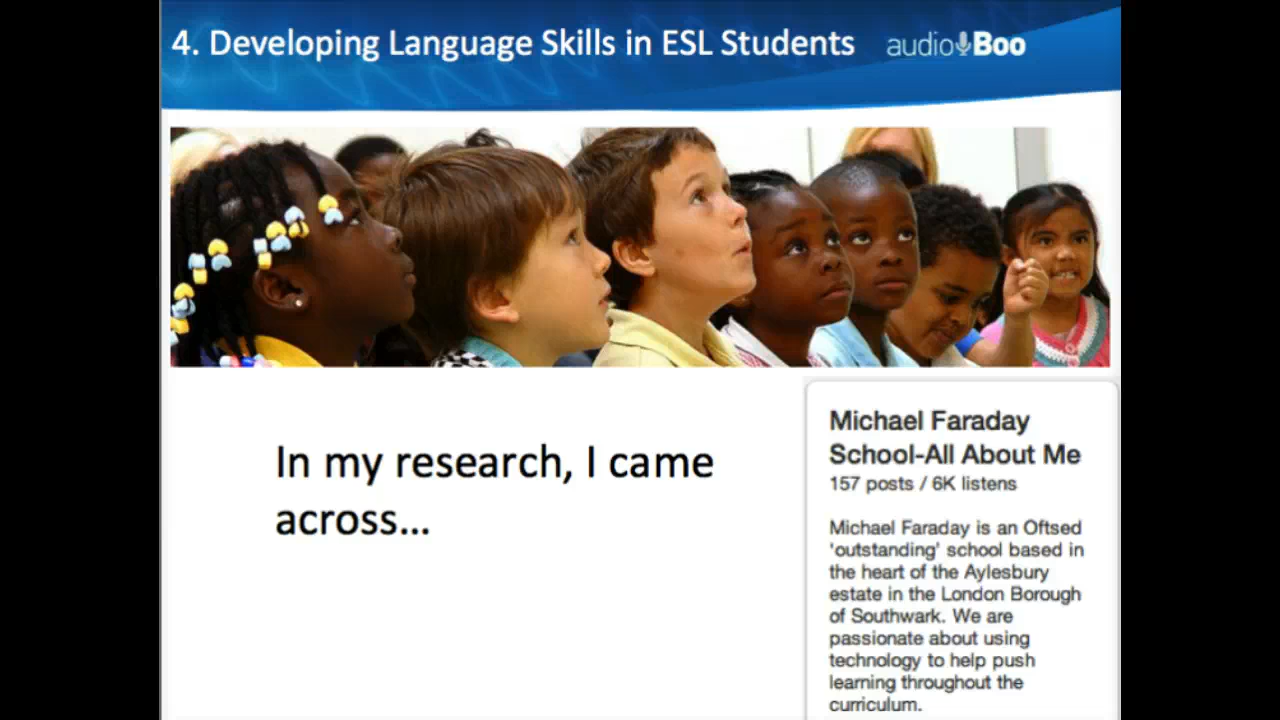 4. Developing Language Skills in ESL Students audioBoo
In my research, I came
across...
Michael Faraday
School-All About Me
157 posts / 6K listens
Michael Faraday is an Oftsed
'outstanding' school based in
the heart of the Aylesbury
estate in the London Borough
of Southwark. We are
passionate about using
technology to help push
learning throughout the
curriculum.